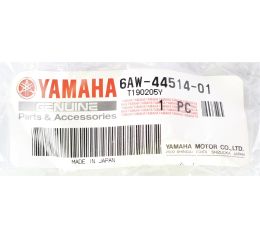 YAMAHA
GENUINE
Parts & Accessories
6AW-44514-01
T190205Y
1 PC
MADE IN JAPAN
YAMAHA MOTOR CO.,LTD.